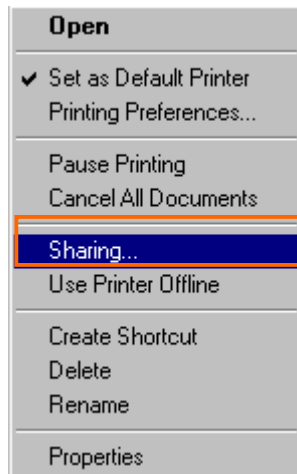 Open
Set as Default Printer
Printing Preferences...
Pause Printing
Cancel All Documents
Sharing...
Use Printer Offline
Create Shortcut
Delete
Rename
Properties